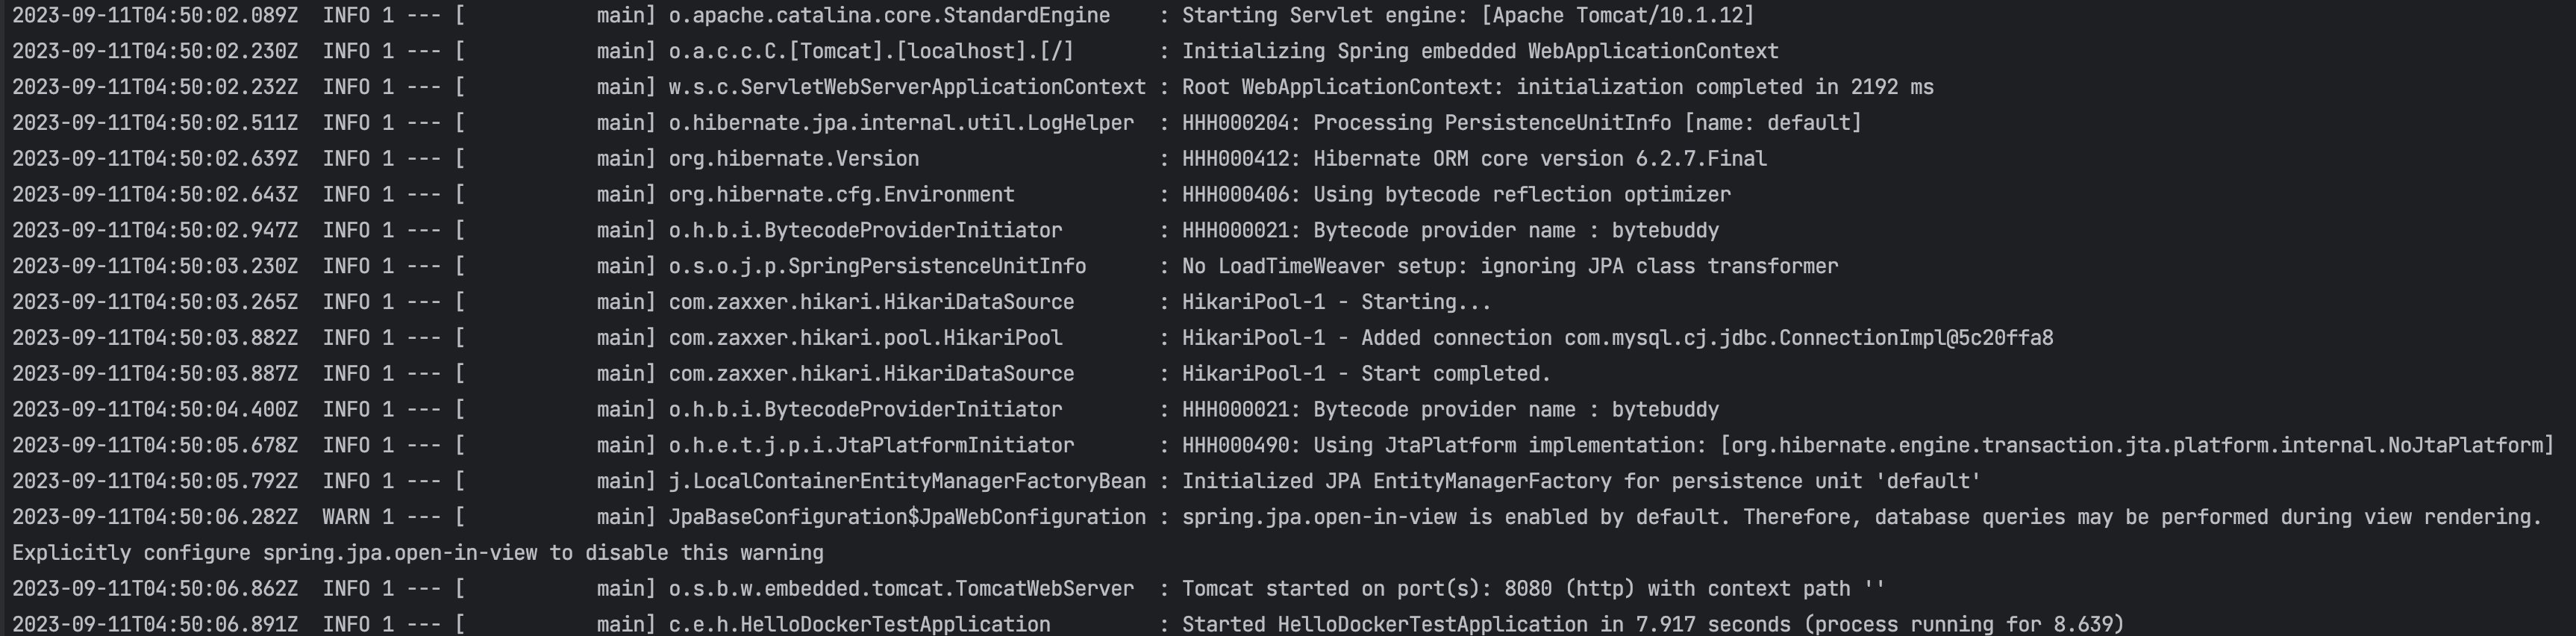 2023-09-11T04:50:02.089Z  INFO 1 --- [           main] o.apache.catalina.core.StandardEngine    : Starting Servlet engine: [Apache Tomcat/10.1.12]
2023-09-11T04:50:02.230Z  INFO 1 --- [           main] o.a.c.c.C.[Tomcat].[localhost].[/]       : Initializing Spring embedded WebApplicationContext
2023-09-11T04:50:02.232Z  INFO 1 --- [           main] w.s.c.ServletWebServerApplicationContext : Root WebApplicationContext: initialization completed in 2192 ms
2023-09-11T04:50:02.511Z  INFO 1 --- [           main] o.hibernate.jpa.internal.util.LogHelper  : HHH000204: Processing PersistenceUnitInfo [name: default]
2023-09-11T04:50:02.639Z  INFO 1 --- [           main] org.hibernate.Version                    : HHH000412: Hibernate ORM core version 6.2.7.Final
2023-09-11T04:50:02.643Z  INFO 1 --- [           main] org.hibernate.cfg.Environment            : HHH000406: Using bytecode reflection optimizer
2023-09-11T04:50:02.947Z  INFO 1 --- [           main] o.h.b.i.BytecodeProviderInitiator        : HHH000021: Bytecode provider name : bytebuddy
2023-09-11T04:50:03.230Z  INFO 1 --- [           main] o.s.o.j.p.SpringPersistenceUnitInfo      : No LoadTimeWeaver setup: ignoring JPA class transformer
2023-09-11T04:50:03.265Z  INFO 1 --- [           main] com.zaxxer.hikari.HikariDataSource       : HikariPool-1 - Starting...
2023-09-11T04:50:03.882Z  INFO 1 --- [           main] com.zaxxer.hikari.pool.HikariPool        : HikariPool-1 - Added connection com.mysql.cj.jdbc.ConnectionImpl@5c20ffa8
2023-09-11T04:50:03.887Z  INFO 1 --- [           main] com.zaxxer.hikari.HikariDataSource       : HikariPool-1 - Start completed.
2023-09-11T04:50:04.400Z  INFO 1 --- [           main] o.h.b.i.BytecodeProviderInitiator        : HHH000021: Bytecode provider name : bytebuddy
2023-09-11T04:50:05.678Z  INFO 1 --- [           main] o.h.e.t.j.p.i.JtaPlatformInitiator       : HHH000490: Using JtaPlatform implementation: [org.hibernate.engine.transaction.jta.platform.internal.NoJtaPlatform]
2023-09-11T04:50:05.792Z  INFO 1 --- [           main] j.LocalContainerEntityManagerFactoryBean : Initialized JPA EntityManagerFactory for persistence unit 'default'
2023-09-11T04:50:06.282Z  WARN 1 --- [           main] JpaBaseConfiguration$JpaWebConfiguration : spring.jpa.open-in-view is enabled by default. Therefore, database queries may be performed during view rendering.
Explicitly configure spring.jpa.open-in-view to disable this warning
2023-09-11T04:50:06.862Z  INFO 1 --- [           main] o.s.b.w.embedded.tomcat.TomcatWebServer  : Tomcat started on port(s): 8080 (http) with context path ''
2023-09-11T04:50:06.891Z  INFO 1 --- [           main] c.e.h.HelloDockerTestApplication         : Started HelloDockerTestApplication in 7.917 seconds (process running for 8.639)